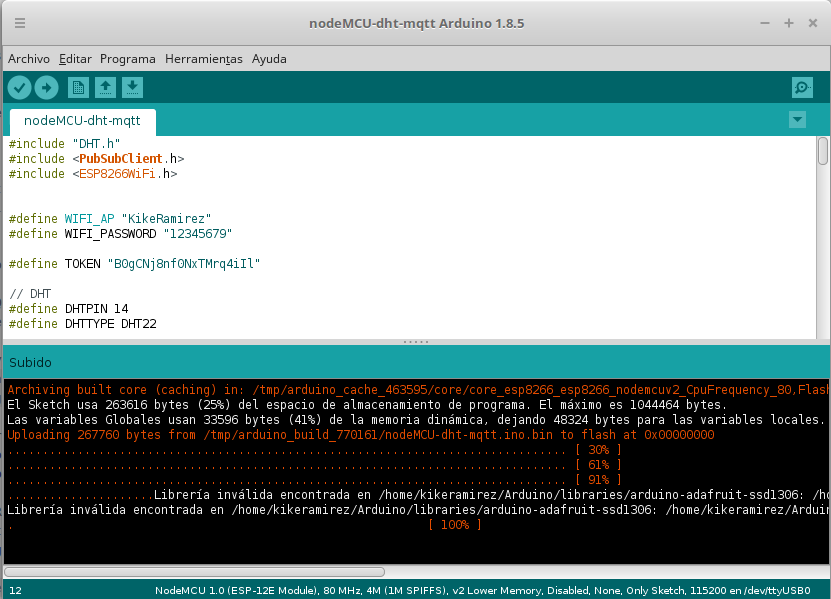 nodeMCU-dht-mqtt Arduino 1.8.5
Archivo Editar Programa Herramientas Ayuda
nodeMCU-dht-mqtt
#include "DHT.h"
#include <PubSubClient.h>
#include <ESP8266WiFi.h>
#define WIFI_AP "KikeRamirez"
#define WIFI_PASSWORD "12345679"
#define TOKEN "B0gCNj8nf0NxTMrq4iIl"
// DHT
#define DHTPIN 14
#define DHTTYPE DHT22
Subido
Archiving built core (caching) in: /tmp/arduino_cache_463595/core/core_esp8266_esp8266_nodemcuv2_CpuFrequency_80,Flash
El Sketch usa 263616 bytes (25%) del espacio de almacenamiento de programa. El máximo es 1044464 bytes.
Las variables Globales usan 33596 bytes (41%) de la memoria dinámica, dejando 48324 bytes para las variables locales.
Uploading 267760 bytes from /tmp/arduino_build_770161/nodeMCU-dht-mqtt.ino.bin to flash at 0x00000000
................................................................................ [ 30% ]
................................................................................ [ 61% ]
................................................................................ [ 91% ]
.....................Librería inválida encontrada en /home/kikeramirez/Arduino/libraries/arduino-adafruit-ssd1306: /ho
Librería inválida encontrada en /home/kikeramirez/Arduino/libraries/arduino-adafruit-ssd1306: /home/kikeramirez/Arduin
. [ 100% ]
12 NodeMCU 1.0 (ESP-12E Module), 80 MHz, 4M (1M SPIFFS), v2 Lower Memory, Disabled, None, Only Sketch, 115200 en /dev/ttyUSB0